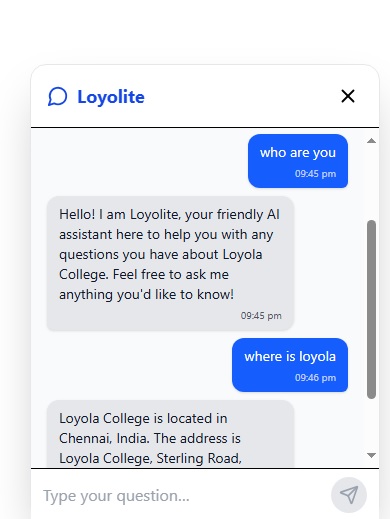 Loyolite
who are you
09:45 pm
Hello! I am Loyolite, your friendly AI
assistant here to help you with any
questions you have about Loyola
College. Feel free to ask me
anything you'd like to know!
09:45 pm
where is loyola
09:46 pm
Loyola College is located in
Chennai, India. The address is
Loyola College, Sterling Road,
Type your question...